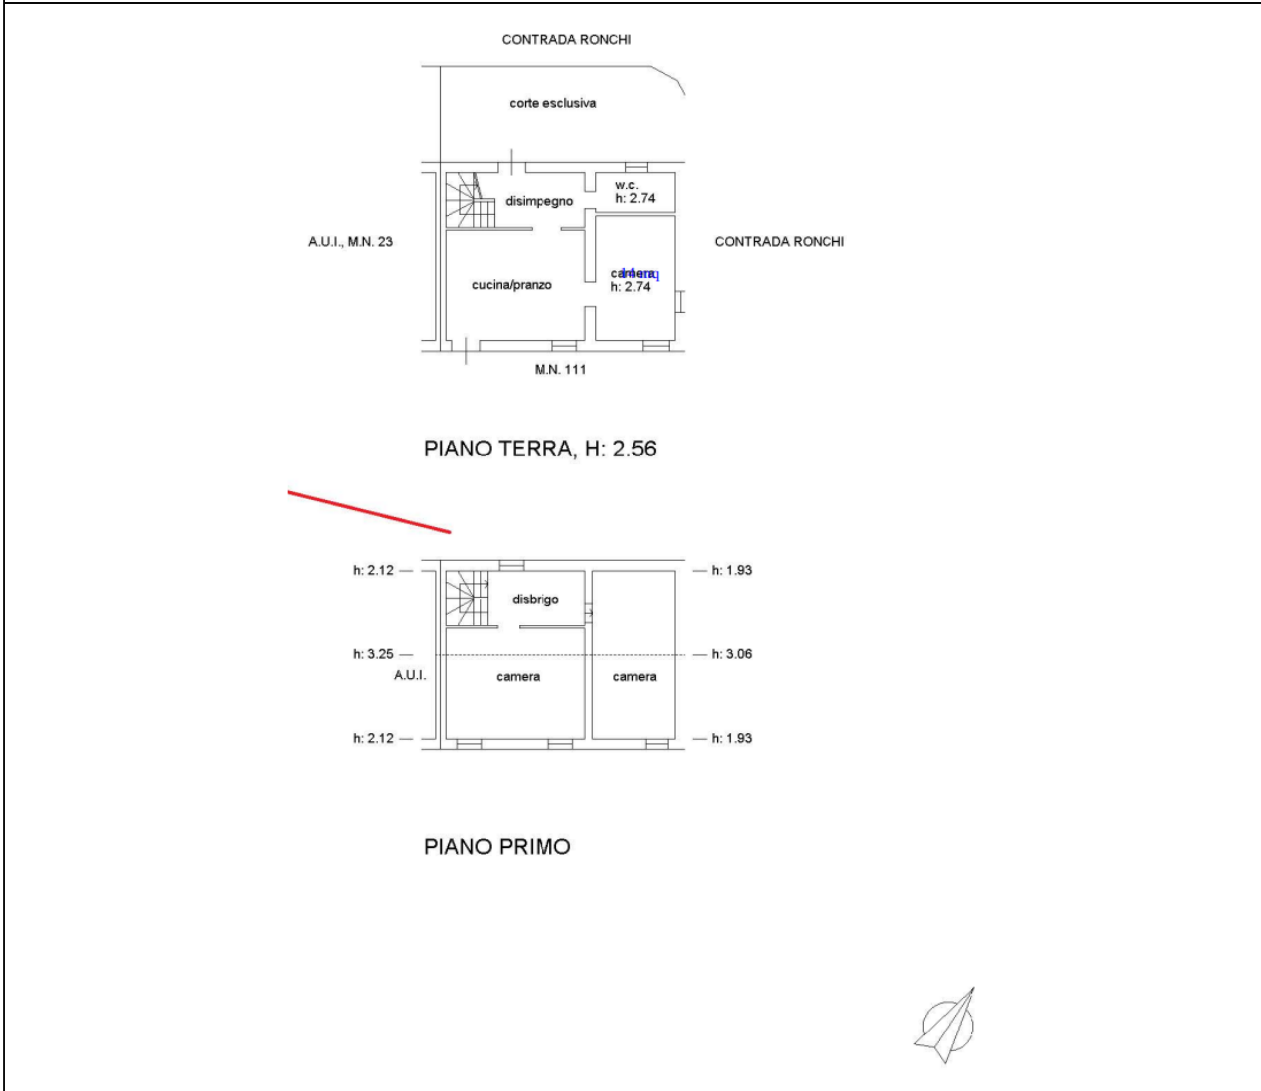 CONTRADA RONCHI
corte esclusiva
w.c.
h: 2.74
disimpegno
A.U.I., M.N. 23
CONTRADA RONCHI
camera
h: 2.74
cucina/pranzo
M.N. 111
PIANO TERRA, H: 2.56
h: 2.12
h: 1.93
disbrigo
h: 3.25
h: 3.06
A.U.I.
camera
camera
h: 2.12
h: 1.93
PIANO PRIMO